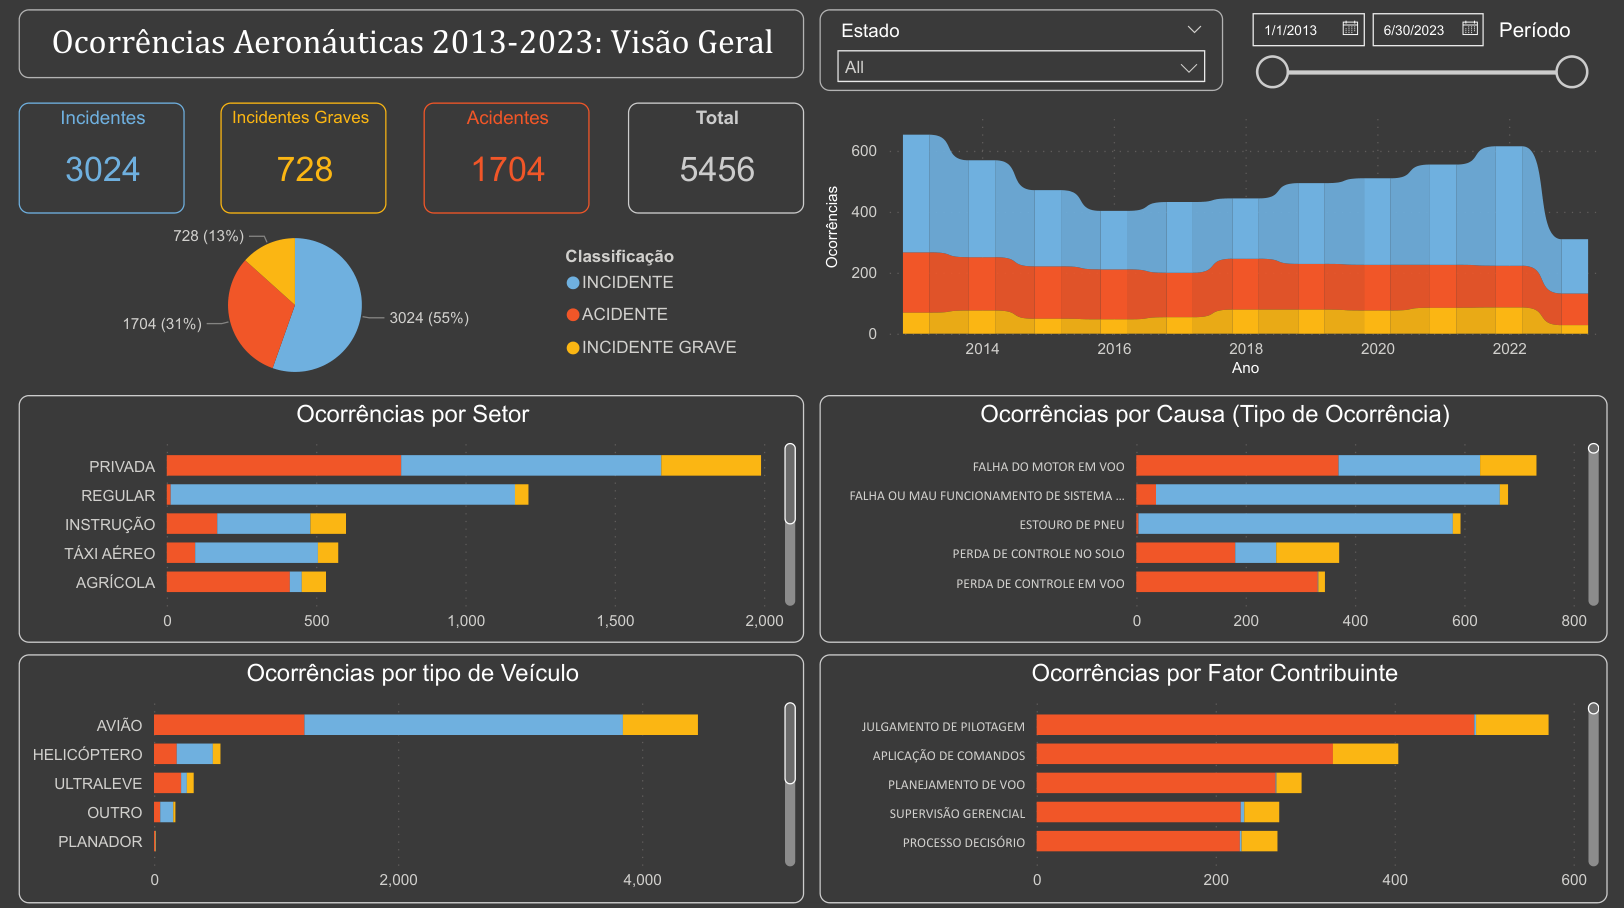 Ocorrências Aeronáuticas 2013-2023: Visão Geral
Estado
All
1/1/2013
6/30/2023
Período
Incidentes
3024
Incidentes Graves
728
Acidentes
1704
Total
5456
728 (13%)
1704 (31%)
3024 (55%)
Classificação
INCIDENTE
ACIDENTE
INCIDENTE GRAVE
Ocorrências
600
400
200
0
2014
2016
2018
2020
2022
Ano
Ocorrências por Setor
PRIVADA
REGULAR
INSTRUÇÃO
TÁXI AÉREO
AGRÍCOLA
0
500
1,000
1,500
2,000
Ocorrências por Causa (Tipo de Ocorrência)
FALHA DO MOTOR EM VOO
FALHA OU MAU FUNCIONAMENTO DE SISTEMA ...
ESTOURO DE PNEU
PERDA DE CONTROLE NO SOLO
PERDA DE CONTROLE EM VOO
0
200
400
600
800
Ocorrências por tipo de Veículo
AVIÃO
HELICÓPTERO
ULTRALEVE
OUTRO
PLANADOR
0
2,000
4,000
Ocorrências por Fator Contribuinte
JULGAMENTO DE PILOTAGEM
APLICAÇÃO DE COMANDOS
PLANEJAMENTO DE VOO
SUPERVISÃO GERENCIAL
PROCESSO DECISÓRIO
0
200
400
600